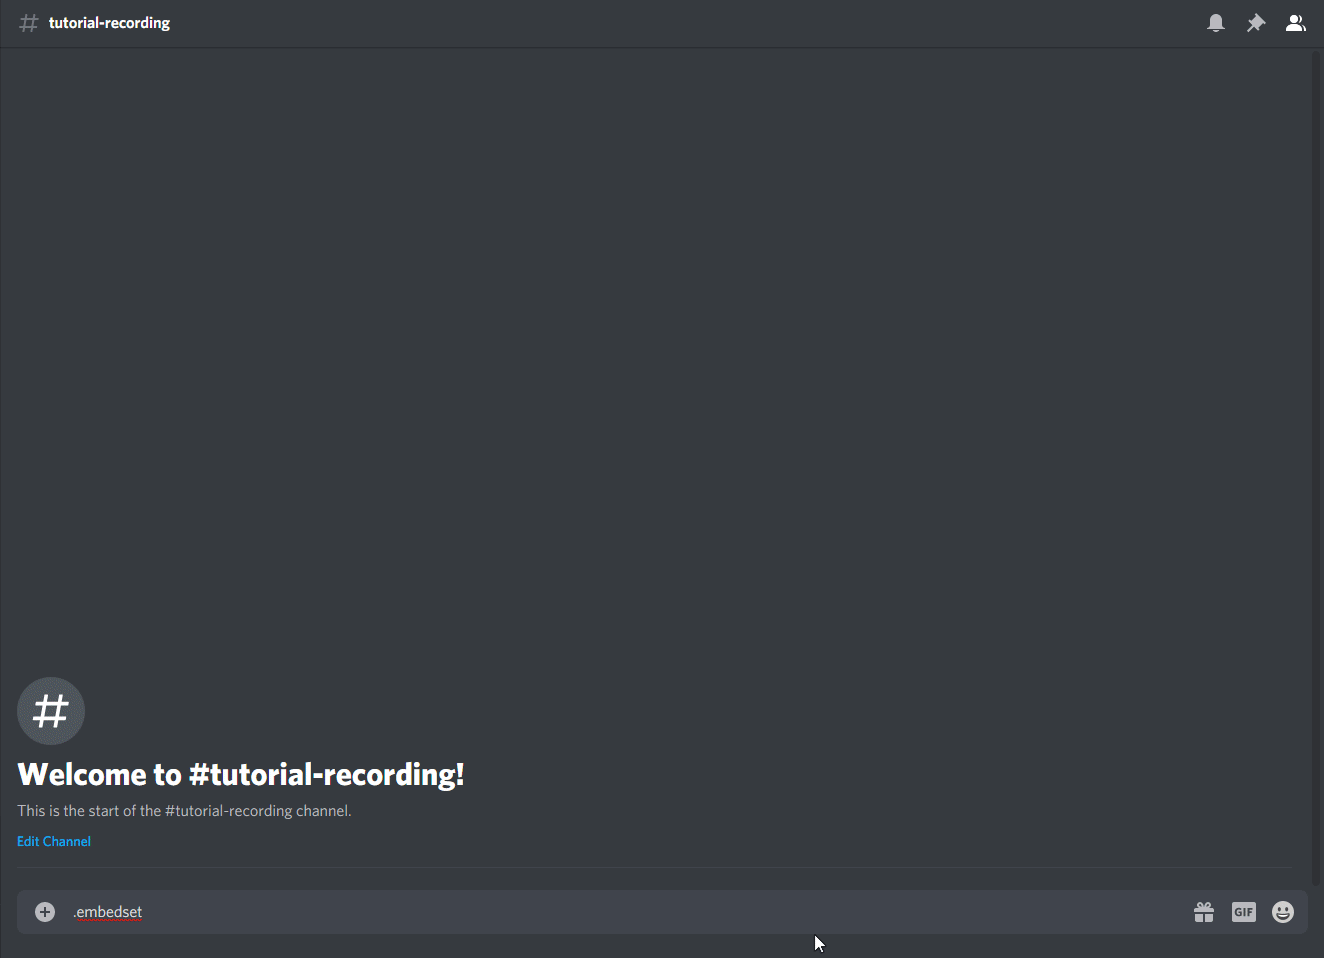 # tutorial-recording
#
Welcome to #tutorial-recording!
This is the start of the #tutorial-recording channel.
Edit Channel
.embedset
GIF